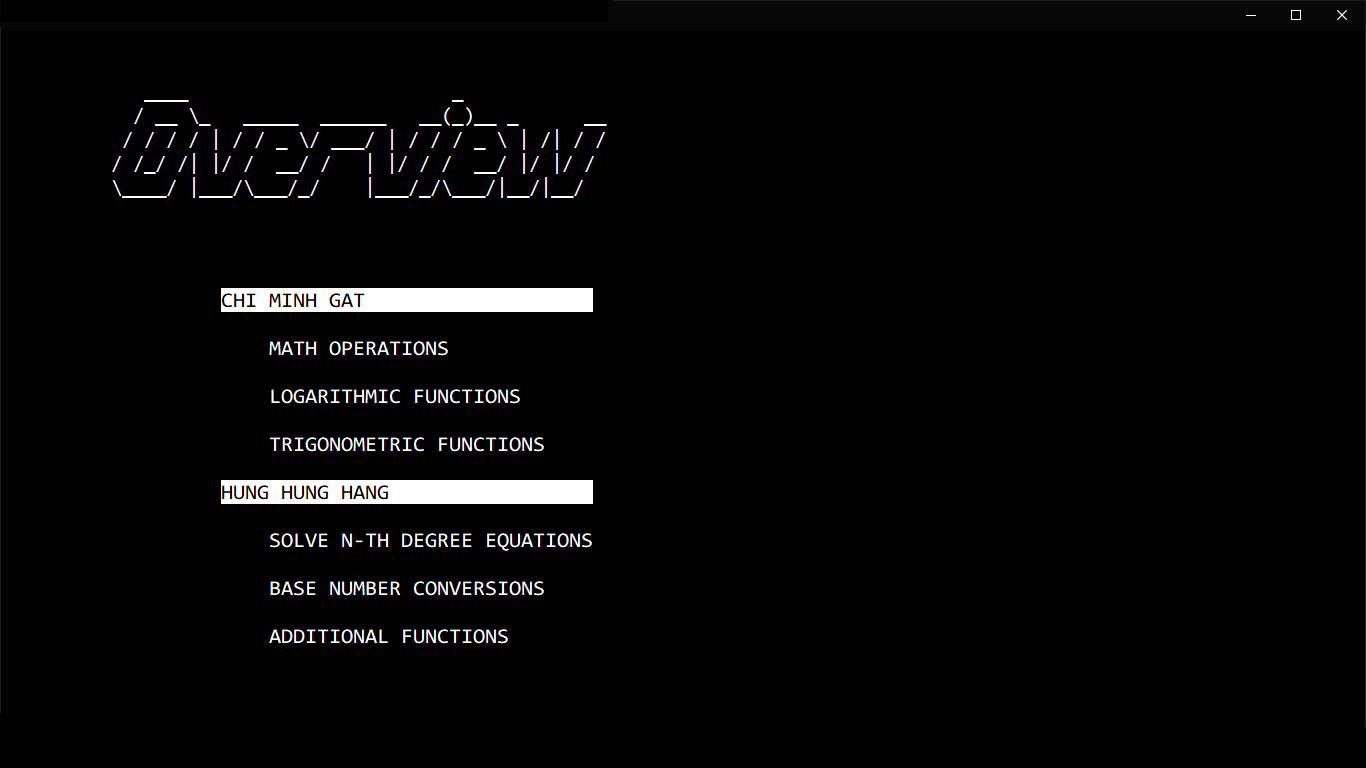 Overview
CHI MINH GAT
MATH OPERATIONS
LOGARITHMIC FUNCTIONS
TRIGONOMETRIC FUNCTIONS
HUNG HUNG HANG
SOLVE N-TH DEGREE EQUATIONS
BASE NUMBER CONVERSIONS
ADDITIONAL FUNCTIONS